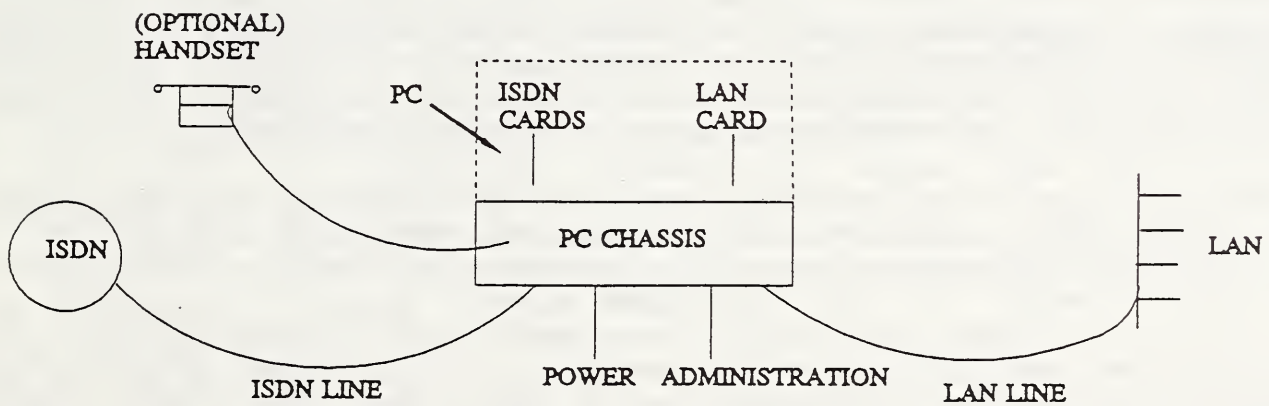 (OPTIONAL)
HANDSET
PC
ISDN
CARDS
LAN
CARD
ISDN
PC CHASSIS
LAN
ISDN LINE
POWER
ADMINISTRATION
LAN LINE